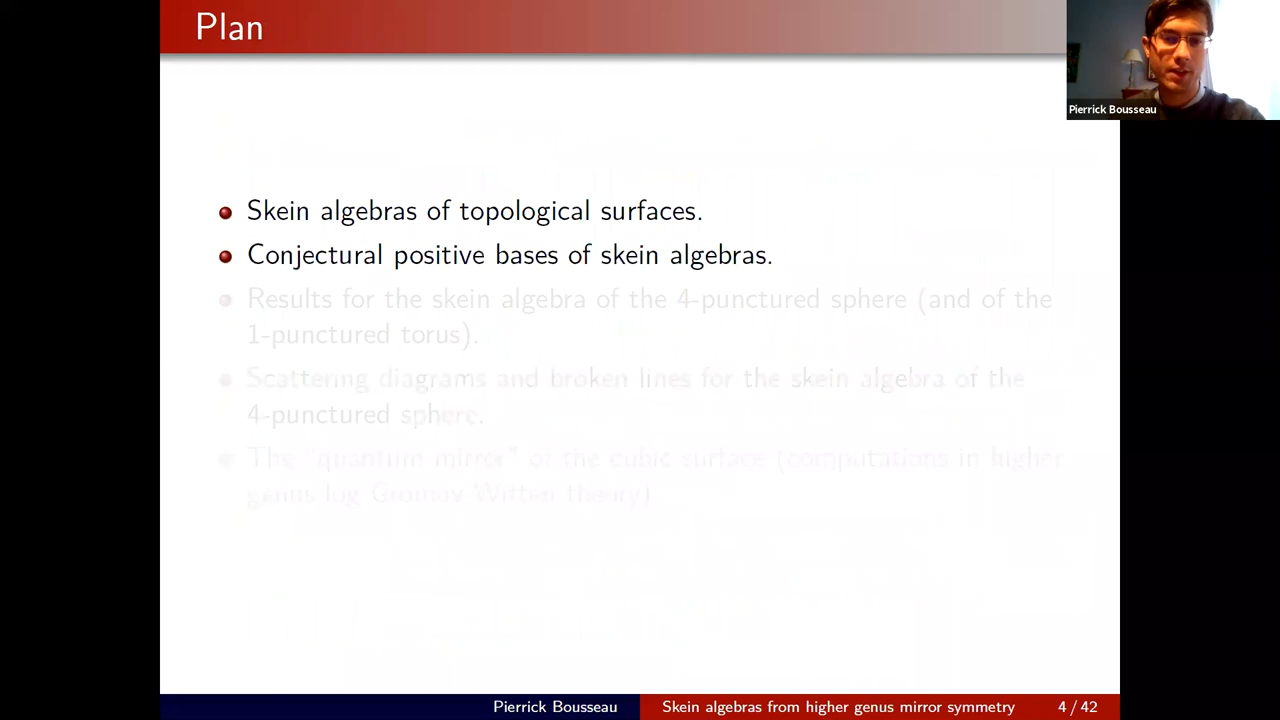 Plan
Pierrick Bousseau
Skein algebras of topological surfaces.
Conjectural positive bases of skein algebras.
Results for the skein algebra of the 4-punctured sphere (and of the
1-punctured torus).
Scattering diagrams and broken lines for the skein algebra of the
4-punctured sphere.
The "quantum mirror" of the cubic surface (computations in higher
genus log Gromov-Witten theory)
Pierrick Bousseau
Skein algebras from higher genus mirror symmetry
4 / 42